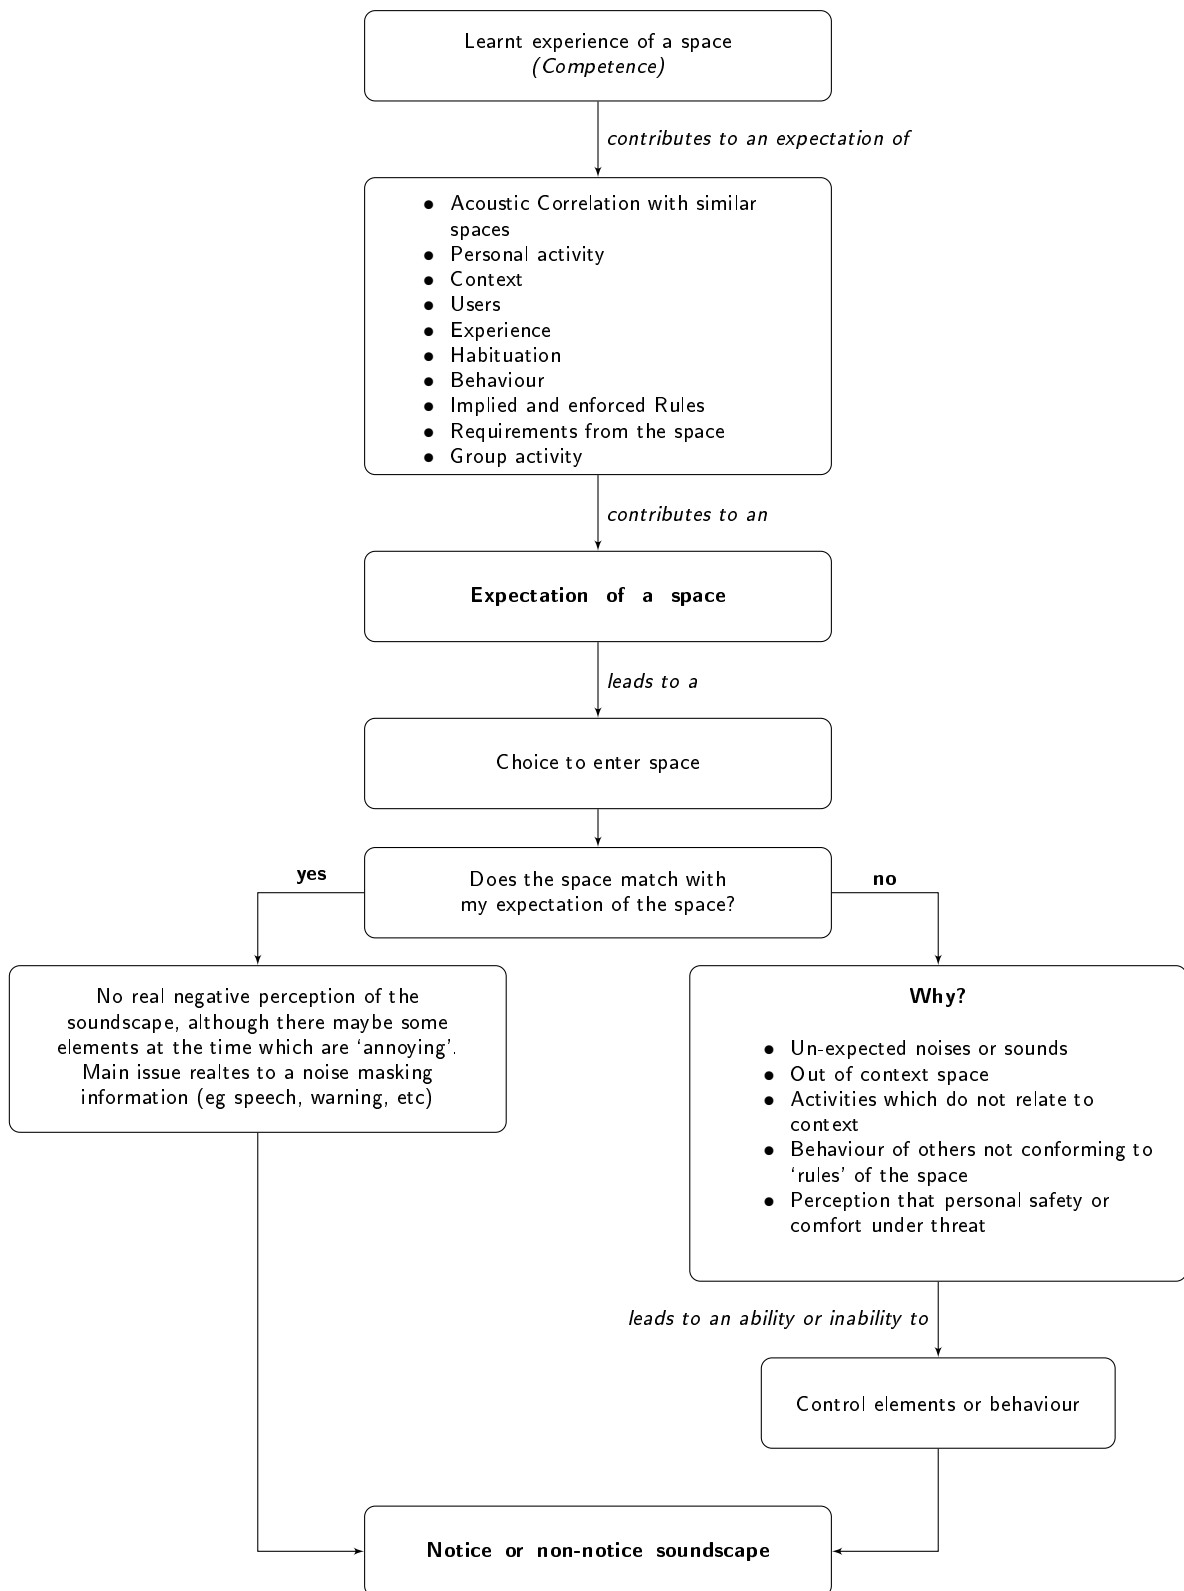 Learnt experience of a space
(Competence)
contributes to an expectation of
• Acoustic Correlation with similar
spaces
• Personal activity
• Context
• Users
• Experience
• Habituation
• Behaviour
• Implied and enforced Rules
• Requirements from the space
• Group activity
contributes to an
Expectation of a space
leads to a
Choice to enter space
Does the space match with
my expectation of the space?
yes
no
No real negative perception of the
soundscape, although there maybe some
elements at the time which are ‘annoying’.
Main issue realtes to a noise masking
information (eg speech, warning, etc)
Why?
• Un-expected noises or sounds
• Out of context space
• Activities which do not relate to
context
• Behaviour of others not conforming to
‘rules’ of the space
• Perception that personal safety or
comfort under threat
leads to an ability or inability to
Control elements or behaviour
Notice or non-notice soundscape